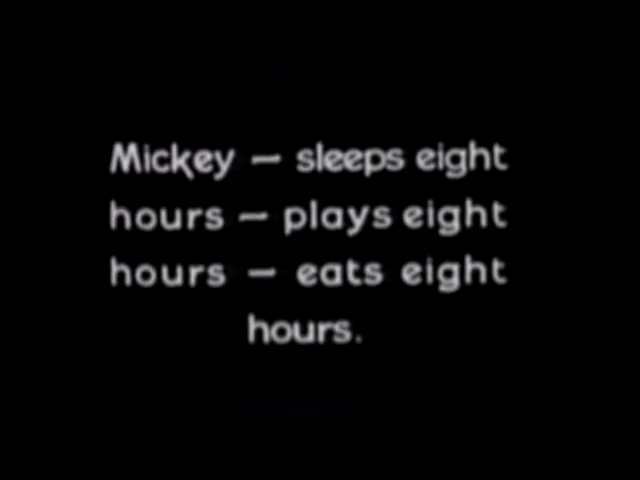 Mickey — sleeps eight
hours — plays eight
hours — eats eight
hours.